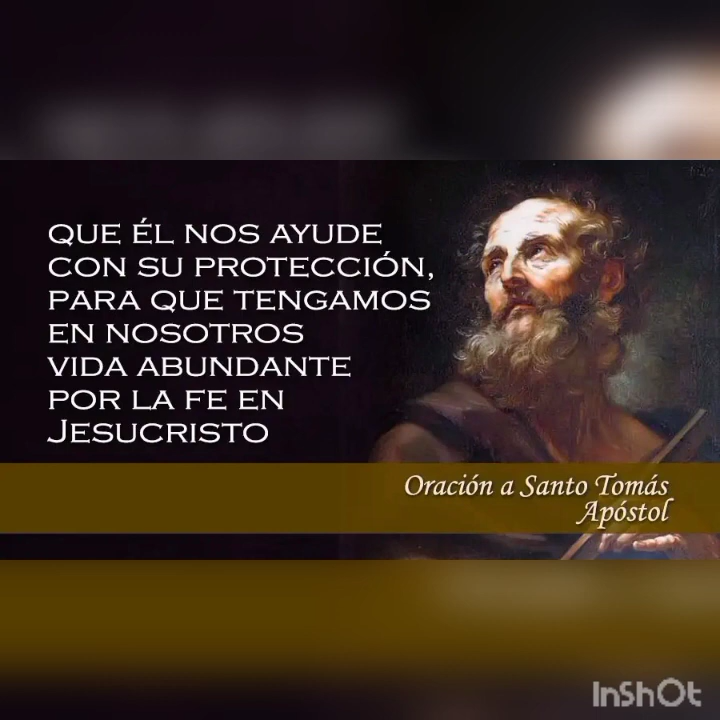 QUE ÉL NOS AYUDE
CON SU PROTECCIÓN,
PARA QUE TENGAMOS
EN NOSOTROS
VIDA ABUNDANTE
POR LA FE EN
JESUCRISTO
Oración a Santo Tomás
Apóstol
InShOt